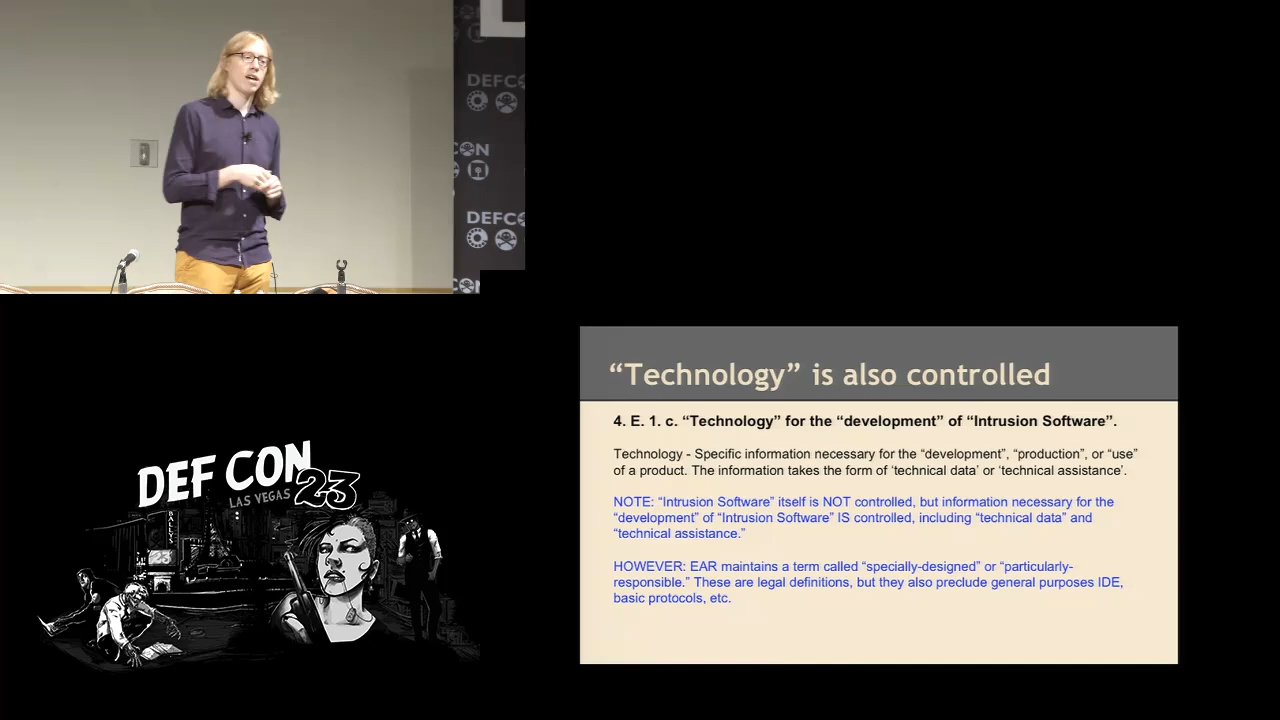 DEFCON
CON
DEFCON
CON
DEF CON 23
LAS VEGAS
BALLYS
23
“Technology” is also controlled
4. E. 1. c. “Technology” for the “development” of “Intrusion Software”.
Technology - Specific information necessary for the “development”, “production”, or “use”
of a product. The information takes the form of ‘technical data’ or ‘technical assistance’.
NOTE: “Intrusion Software” itself is NOT controlled, but information necessary for the
“development” of “Intrusion Software” IS controlled, including “technical data” and
“technical assistance.”
HOWEVER: EAR maintains a term called “specially-designed” or “particularly-
responsible.” These are legal definitions, but they also preclude general purposes IDE,
basic protocols, etc.